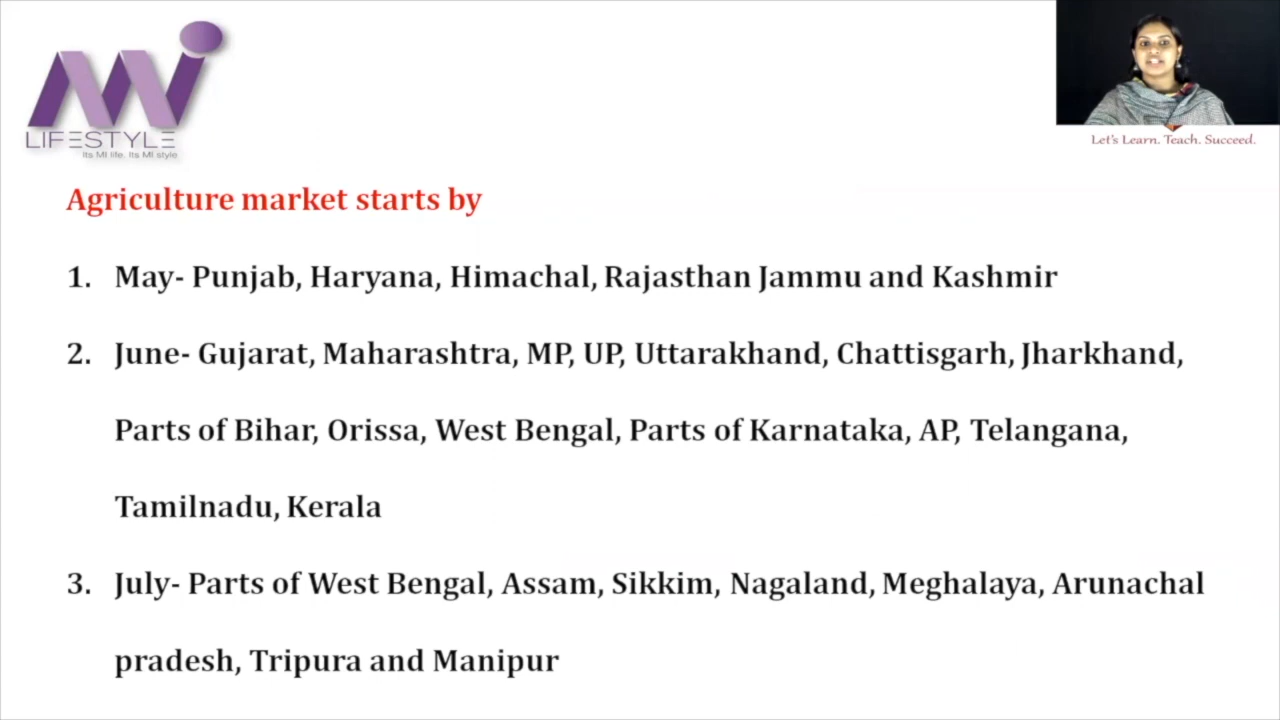 LIFESTYLE
Its MI life. Its MI style
Let's Learn. Teach. Succeed.
Agriculture market starts by
1. May- Punjab, Haryana, Himachal, Rajasthan Jammu and Kashmir
2. June- Gujarat, Maharashtra, MP, UP, Uttarakhand, Chattisgarh, Jharkhand,
Parts of Bihar, Orissa, West Bengal, Parts of Karnataka, AP, Telangana,
Tamilnadu, Kerala
3. July- Parts of West Bengal, Assam, Sikkim, Nagaland, Meghalaya, Arunachal
pradesh, Tripura and Manipur